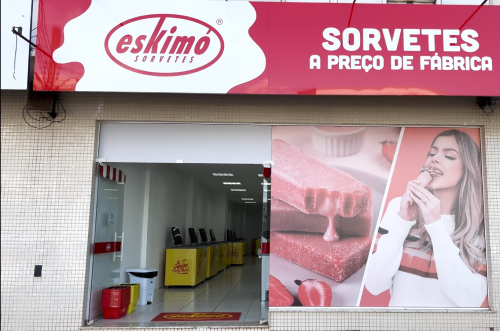 eskimó®
SORVETES
SORVETES
A PREÇO DE FÁBRICA